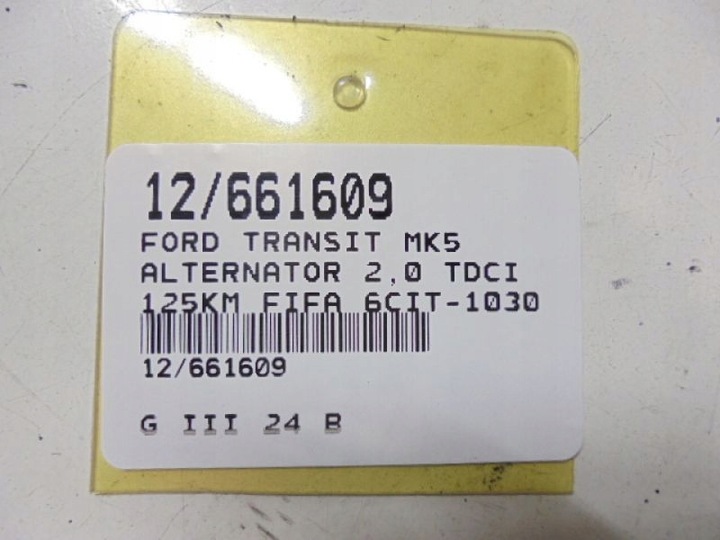 12/661609
FORD TRANSIT MK5
ALTERNATOR 2,0 TDCI
125KM FIFA 6CIT-1030
12/661609
G III 24 B